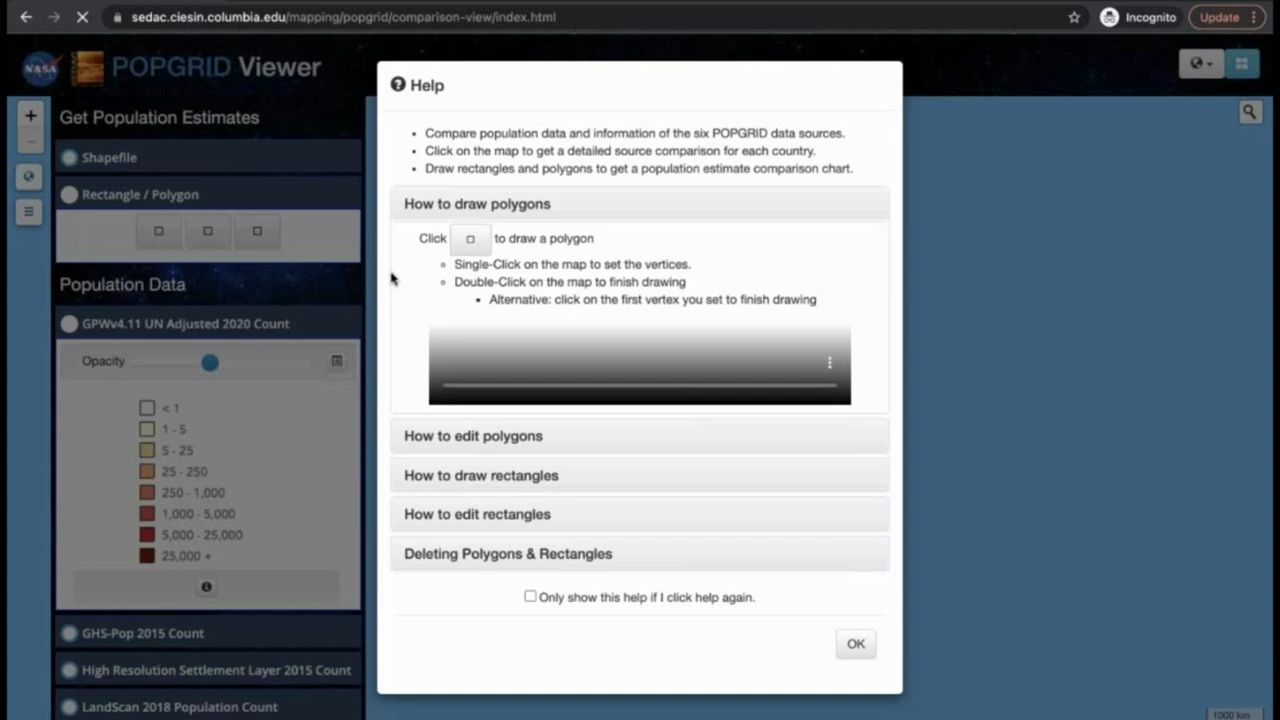 sedac.ciesin.columbia.edu/mapping/popgrid/comparison-view/index.html
Incognito
Update
NASA
POPGRID Viewer
Get Population Estimates
Shapefile
Rectangle / Polygon
Population Data
GPWv4.11 UN Adjusted 2020 Count
Opacity
< 1
1 - 5
5 - 25
25 - 250
250 - 1,000
1,000 - 5,000
5,000 - 25,000
25,000 +
GHS-Pop 2015 Count
High Resolution Settlement Layer 2015 Count
LandScan 2018 Population Count
Help
Compare population data and information of the six POPGRID data sources.
Click on the map to get a detailed source comparison for each country.
Draw rectangles and polygons to get a population estimate comparison chart.
How to draw polygons
Click to draw a polygon
Single-Click on the map to set the vertices.
Double-Click on the map to finish drawing
Alternative: click on the first vertex you set to finish drawing
How to edit polygons
How to draw rectangles
How to edit rectangles
Deleting Polygons & Rectangles
Only show this help if I click help again.
OK
1000 km